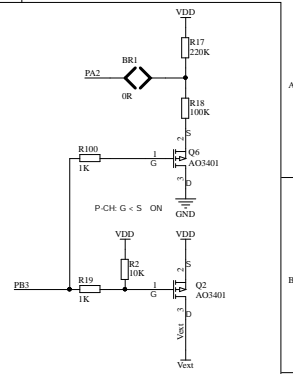 VDD
R17
220K
BR1
PA2
0R
R18
100K
2 S
R100
1
G
Q6
AO3401
1K
3 D
P-CH: G < S ON
GND
VDD
VDD
R2
10K
2 S
PB3
R19
1
G
Q2
AO3401
1K
3 D
Vext
Vext
A
B